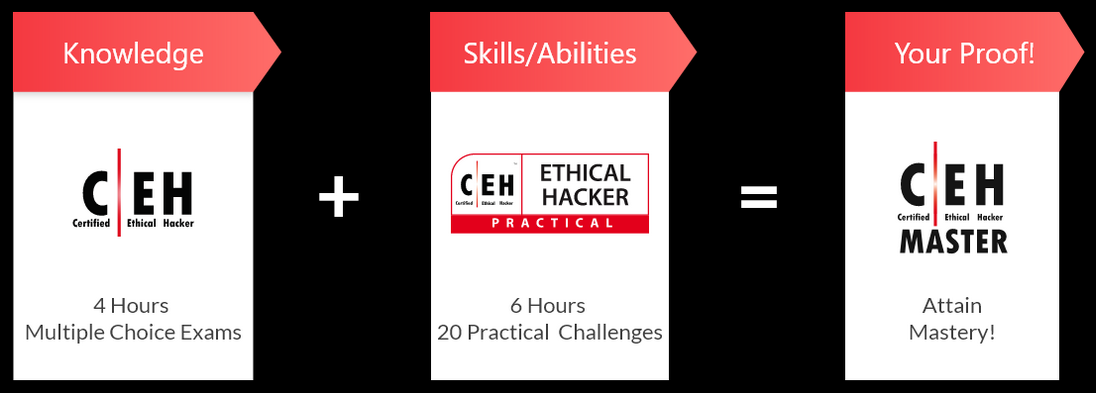 Knowledge
C|EH
Certified Ethical Hacker
4 Hours
Multiple Choice Exams
+
Skills/Abilities
C|EH
Certified Ethical Hacker
ETHICAL
HACKER
PRACTICAL
6 Hours
20 Practical Challenges
=
Your Proof!
C|EH
Certified Ethical Hacker
MASTER
Attain
Mastery!